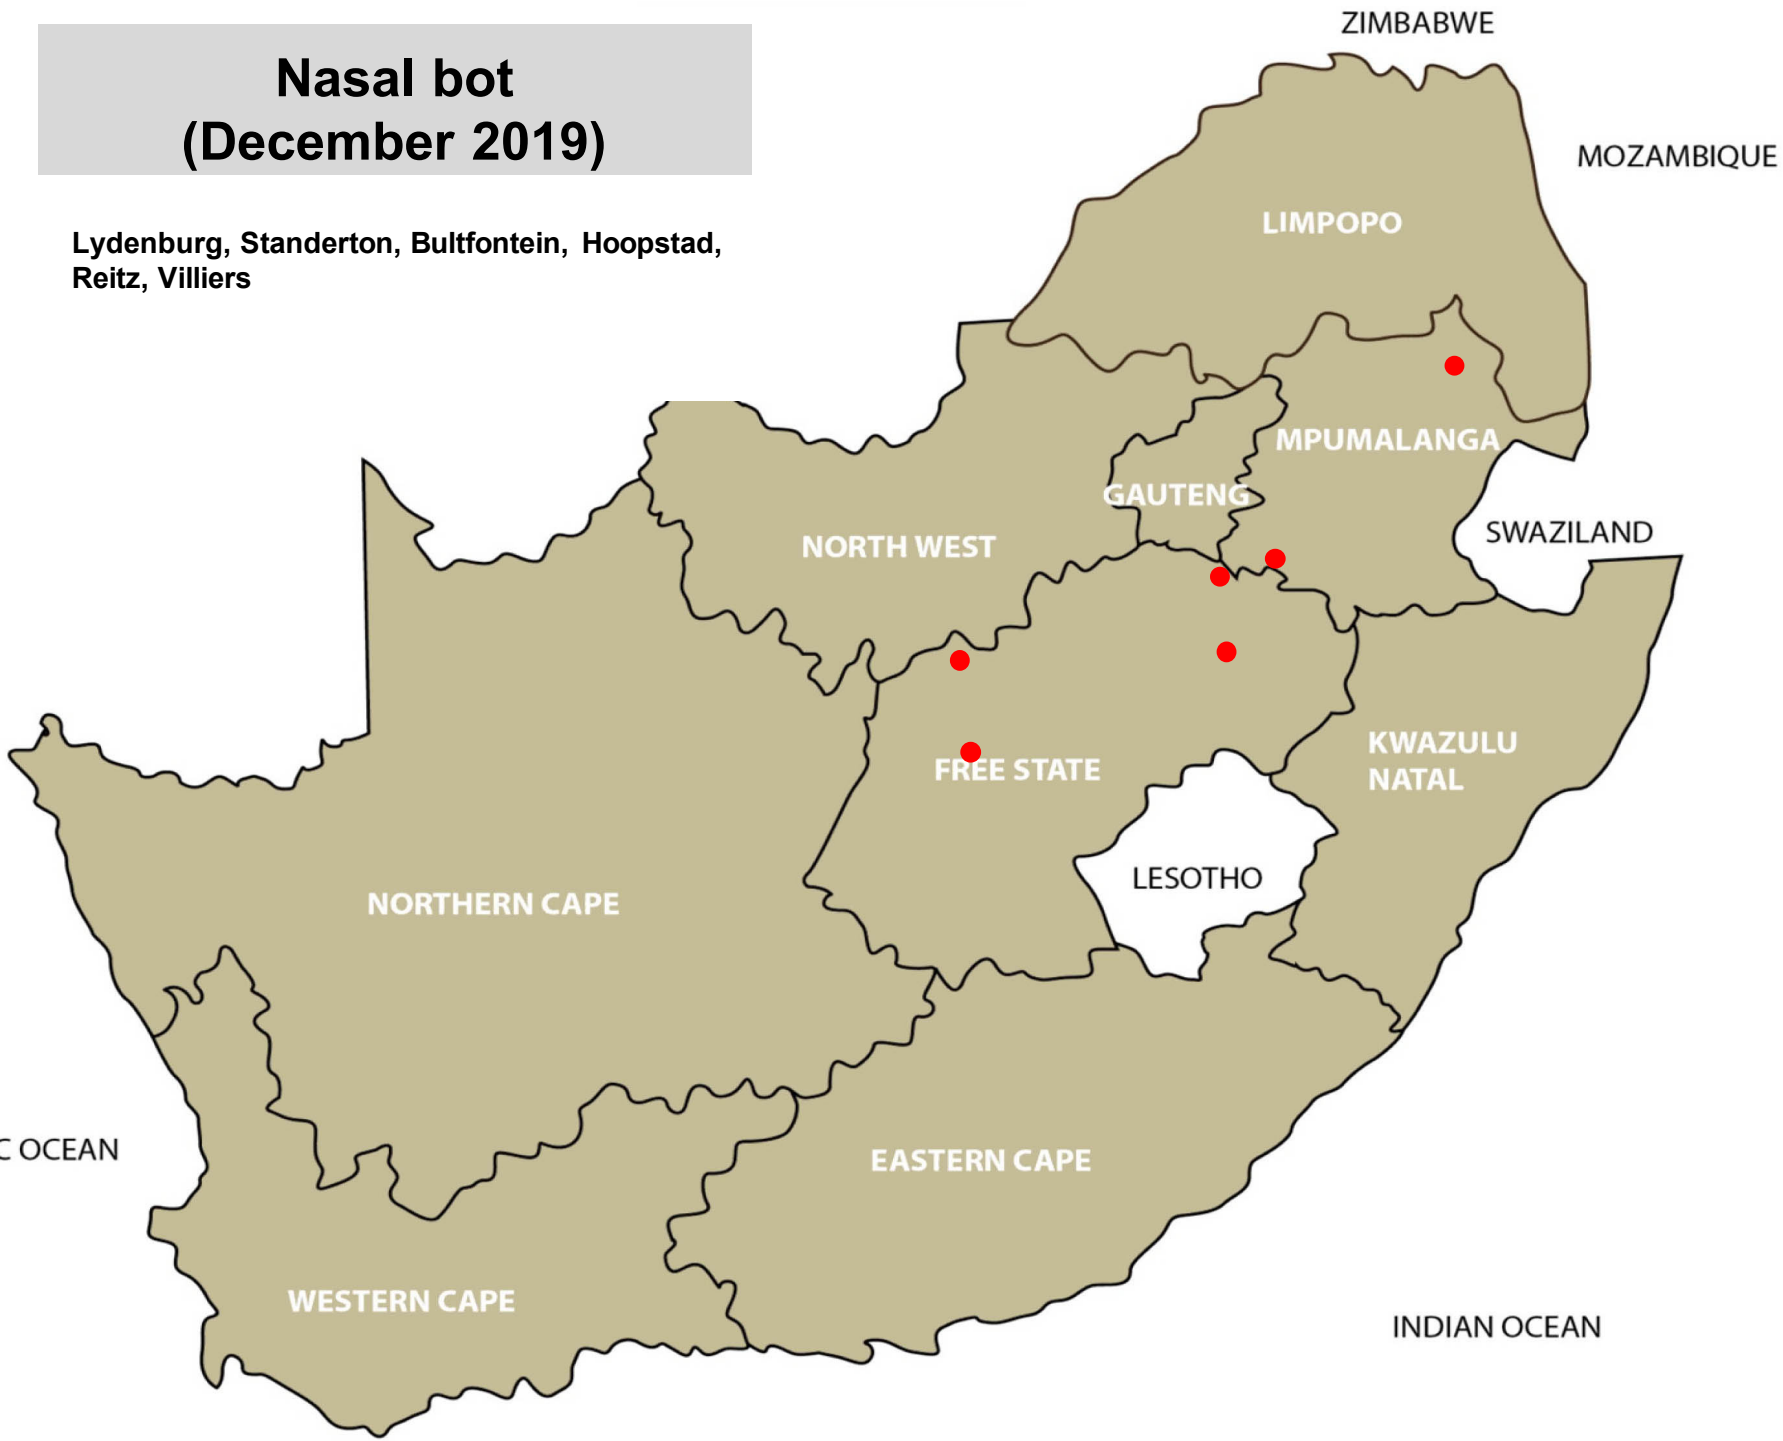 Nasal bot
(December 2019)
Lydenburg, Standerton, Bultfontein, Hoopstad,
Reitz, Villiers
ZIMBABWE
MOZAMBIQUE
LIMPOPO
MPUMALANGA
GAUTENG
SWAZILAND
NORTH WEST
KWAZULU
NATAL
FREE STATE
LESOTHO
NORTHERN CAPE
C OCEAN
EASTERN CAPE
WESTERN CAPE
INDIAN OCEAN